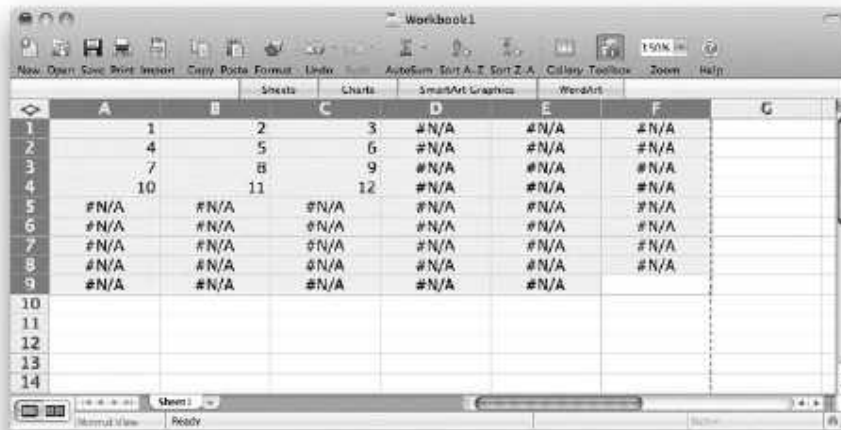 Workbook1
New Open Save Print Import Copy Paste Format Undo AutoSum Sort A-Z Sort Z-A Gallery Toolbox Zoom Help
150%
Sheets Charts SmartArt Graphics WordArt
A B C D E F G
1 1 2 3 #N/A #N/A #N/A
2 4 5 6 #N/A #N/A #N/A
3 7 8 9 #N/A #N/A #N/A
4 10 11 12 #N/A #N/A #N/A
5 #N/A #N/A #N/A #N/A #N/A #N/A
6 #N/A #N/A #N/A #N/A #N/A #N/A
7 #N/A #N/A #N/A #N/A #N/A #N/A
8 #N/A #N/A #N/A #N/A #N/A #N/A
9 #N/A #N/A #N/A #N/A #N/A
10
11
12
13
14
Sheet1
Normal View Ready